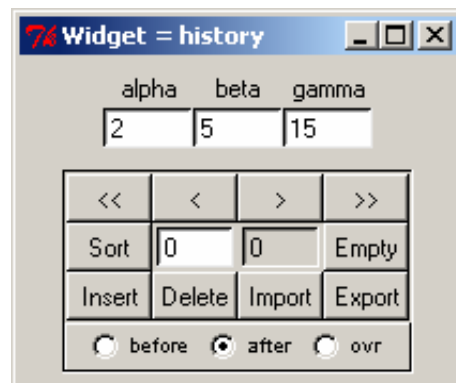 Widget = history
alpha beta gamma
2 5 15
<< < > >>
Sort 0 0 Empty
Insert Delete Import Export
before after ovr